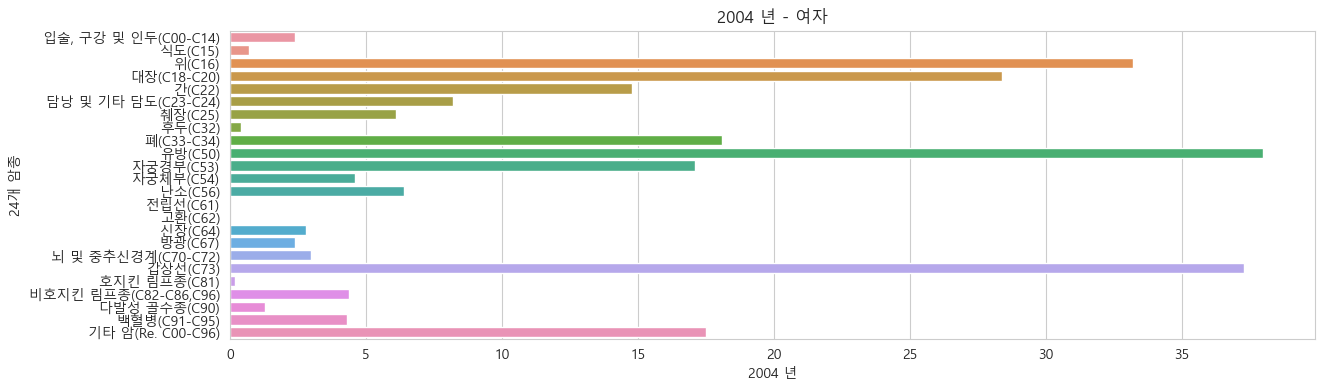 2004 년 - 여자
24개 암종
입술, 구강 및 인두(C00-C14)
식도(C15)
위(C16)
대장(C18-C20)
간(C22)
담낭 및 기타 담도(C23-C24)
췌장(C25)
후두(C32)
폐(C33-C34)
유방(C50)
자궁경부(C53)
자궁체부(C54)
난소(C56)
전립선(C61)
고환(C62)
신장(C64)
방광(C67)
뇌 및 중추신경계(C70-C72)
갑상선(C73)
호지킨 림프종(C81)
비호지킨 림프종(C82-C86,C96)
다발성 골수종(C90)
백혈병(C91-C95)
기타 암(Re. C00-C96)
0 5 10 15 20 25 30 35
2004 년